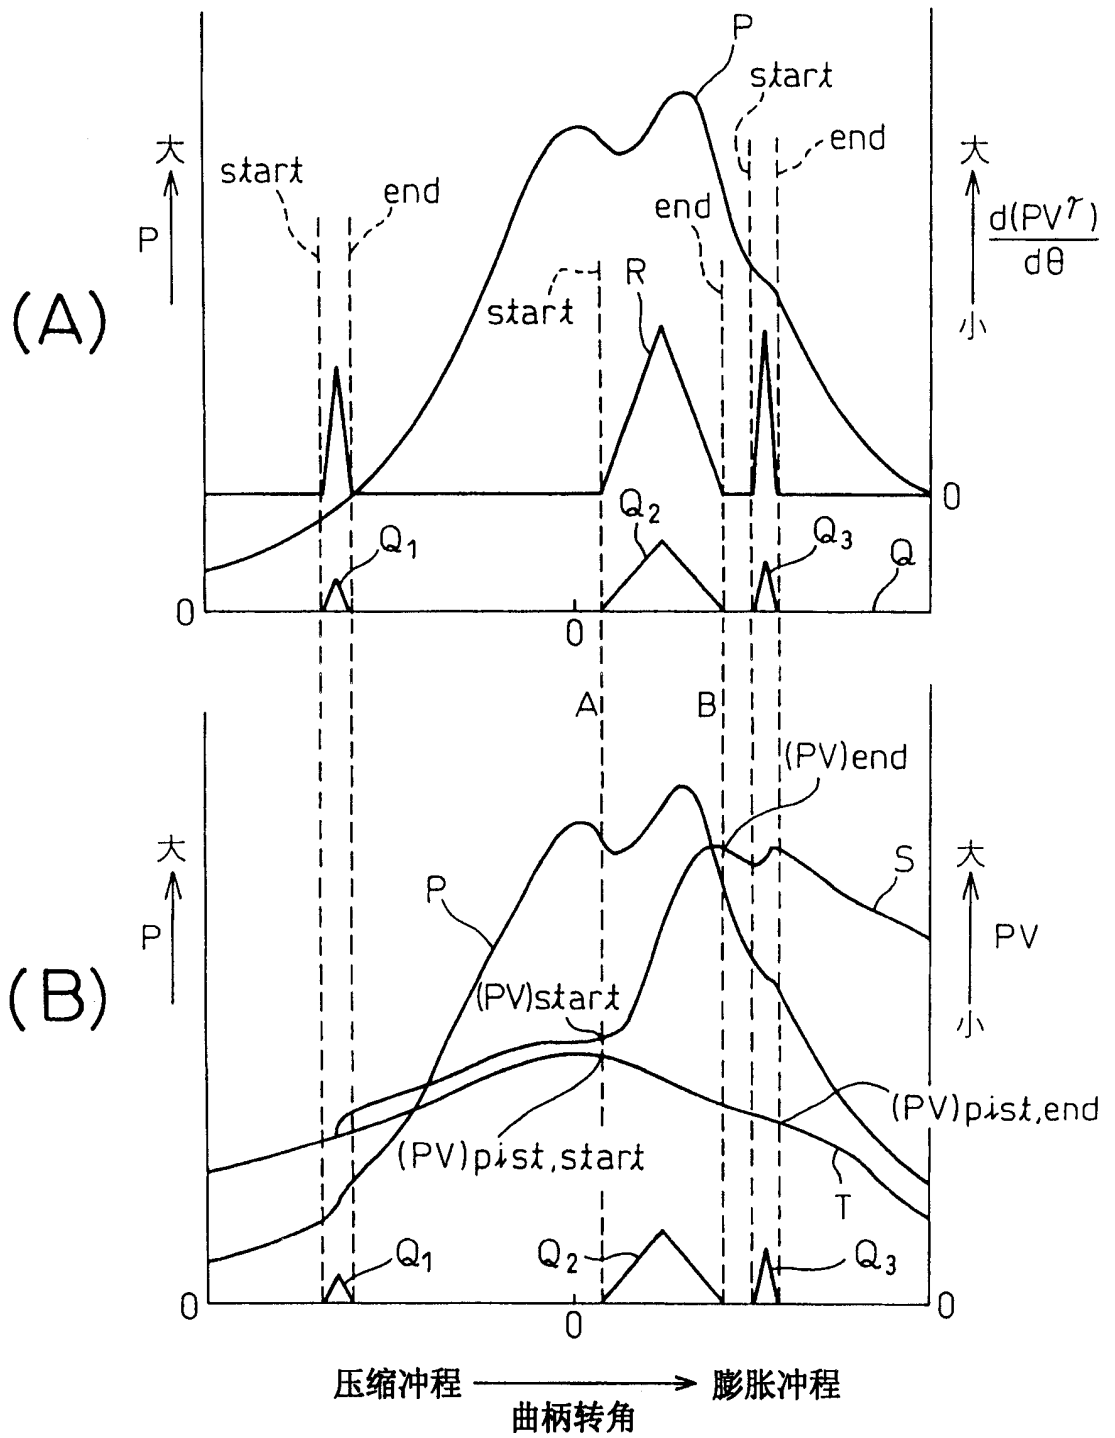 P
start
end
大
大
start
end
end
P
d(PVʳ)
dθ
R
start
(A)
小
0
Q₂
Q₃
Q₁
Q
0
0
A
B
(PV)end
大
大
S
P
P
PV
(PV)start
(B)
小
(PV)pist,end
(PV)pist,start
T
Q₁
Q₂
Q₃
0
0
0
压缩冲程
膨胀冲程
曲柄转角